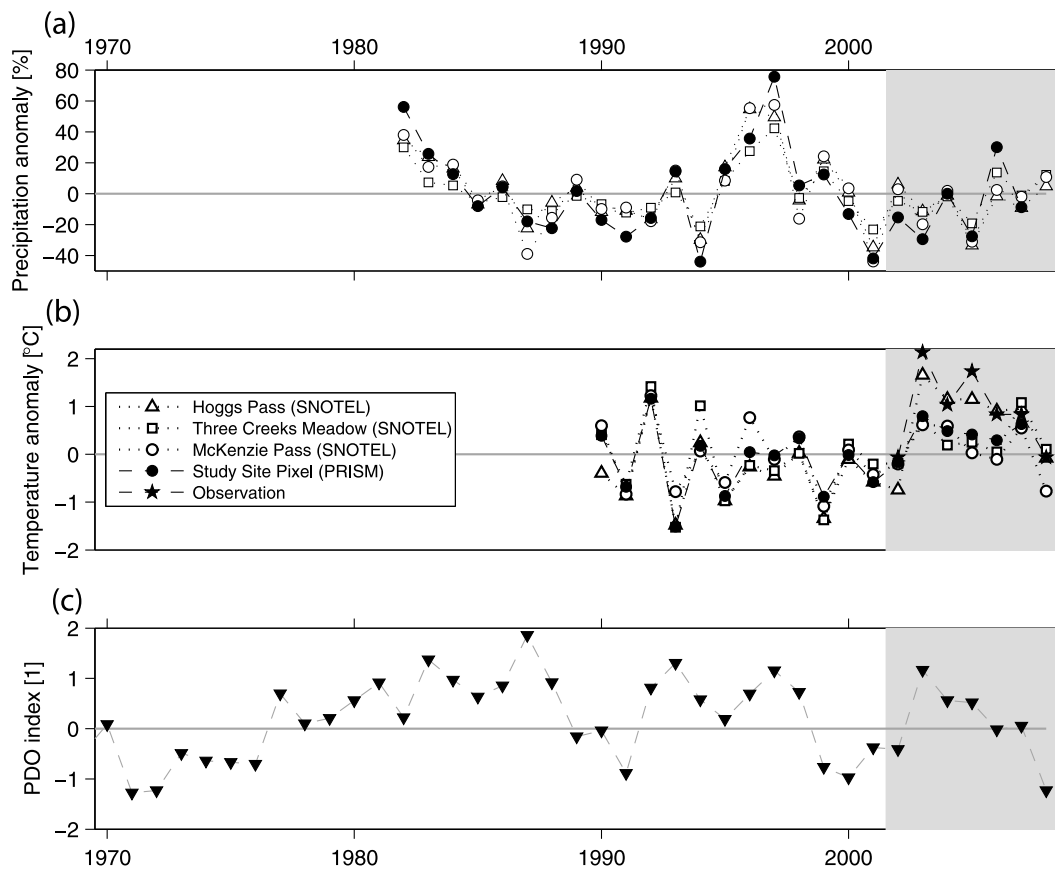 (a)
1970 1980 1990 2000
Precipitation anomaly [%]
80
60
40
20
0
−20
−40
(b)
Temperature anomaly [°C]
2
1
0
−1
−2
Hoggs Pass (SNOTEL)
Three Creeks Meadow (SNOTEL)
McKenzie Pass (SNOTEL)
Study Site Pixel (PRISM)
Observation
(c)
PDO index [1]
2
1
0
−1
−2
1970 1980 1990 2000